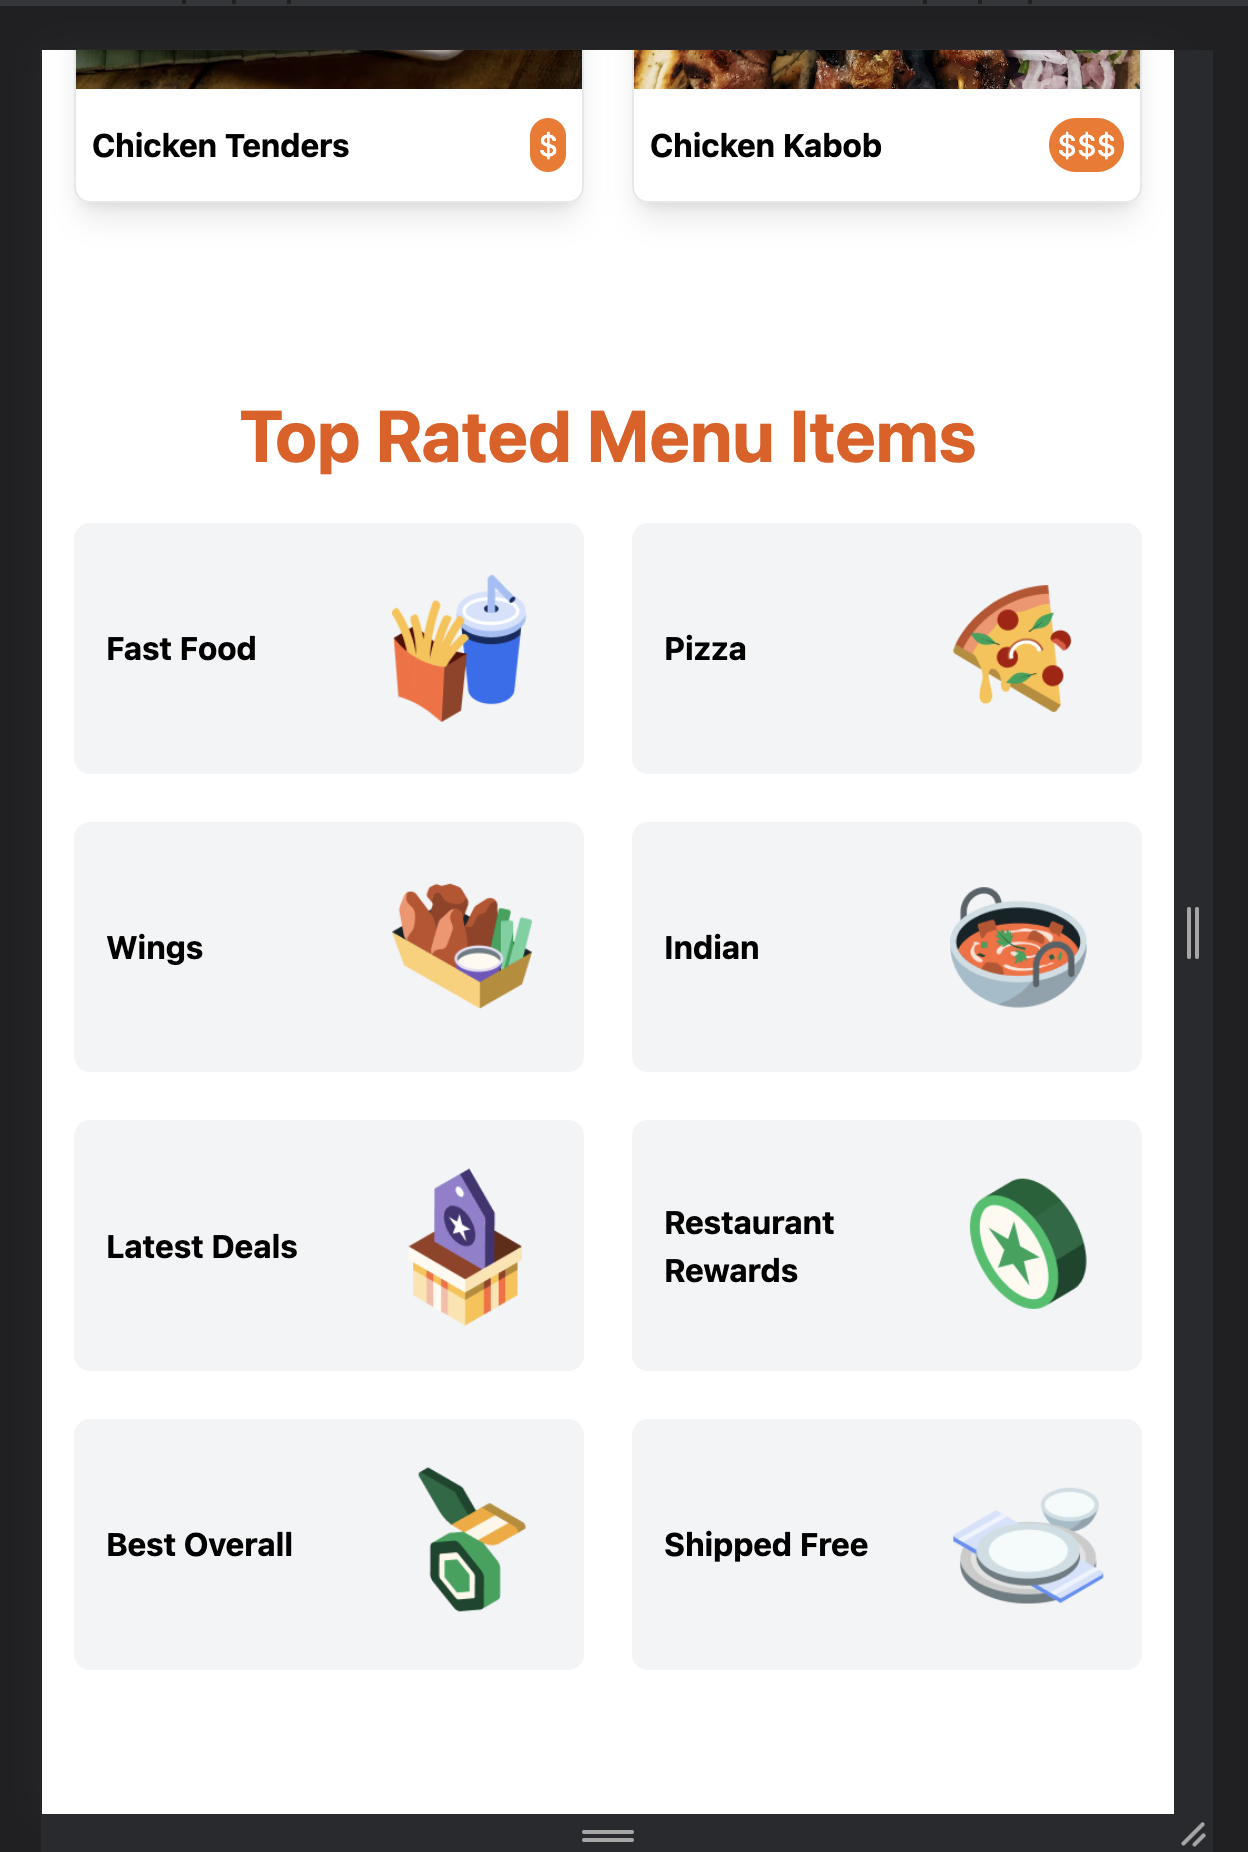 Chicken Tenders
$
Chicken Kabob
$$$
Top Rated Menu Items
Fast Food
Pizza
Wings
Indian
Latest Deals
Restaurant
Rewards
Best Overall
Shipped Free